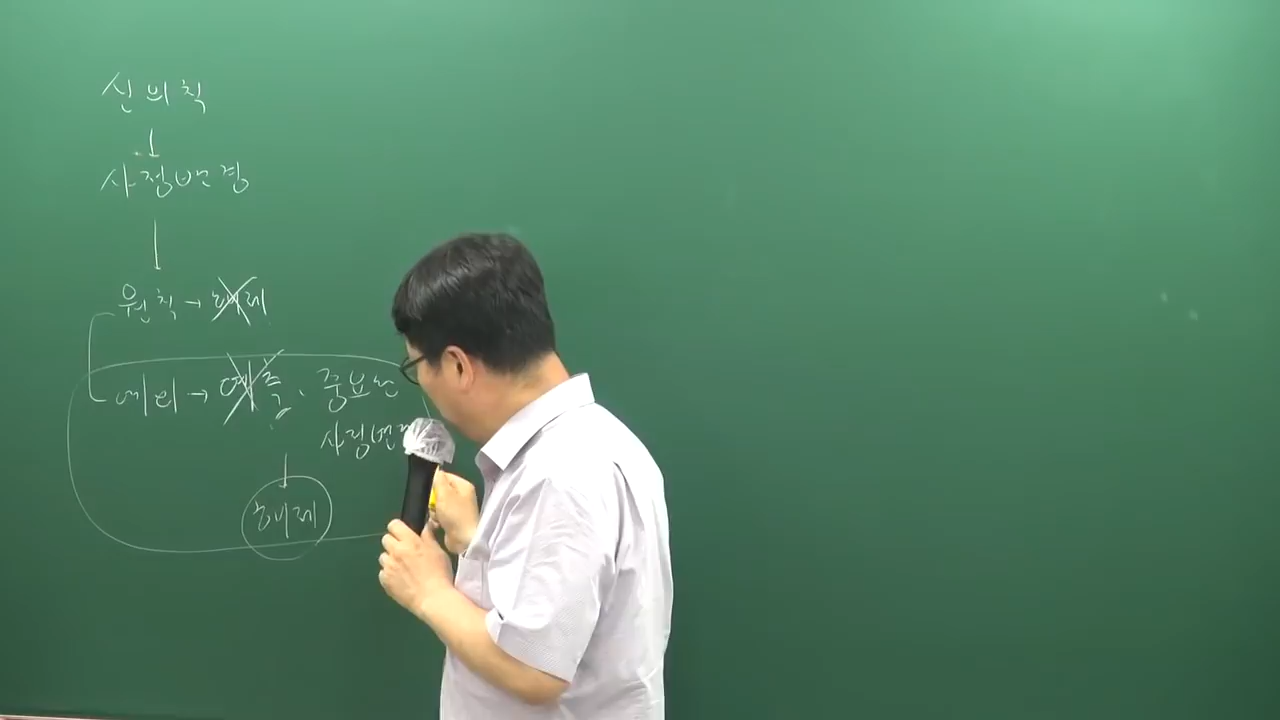 신의칙
↓
사정변경
↓
원칙 → 해제
예외 → 예측, 중요한
사정변경
↓
해제